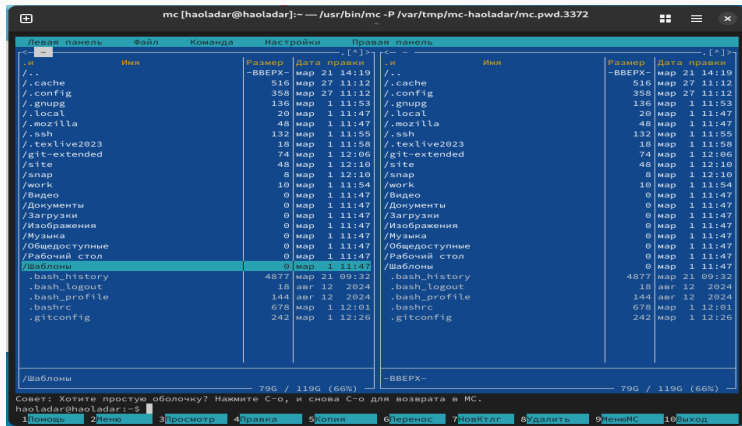 mc [haoladar@haoladar]:~ — /usr/bin/mc -P /var/tmp/mc-haoladar/mc.pwd.3372
Левая панель Файл Команда Настройки Правая панель
<— ~ .[^]> <— ~ .[^]>
.и Имя Размер Дата правки .и Имя Размер Дата правки
/.. -ВВЕРХ- мар 21 14:19 /.. -ВВЕРХ- мар 21 14:19
/.cache 516 мар 27 11:12 /.cache 516 мар 27 11:12
/.config 358 мар 27 11:12 /.config 358 мар 27 11:12
/.gnupg 136 мар 1 11:53 /.gnupg 136 мар 1 11:53
/.local 20 мар 1 11:47 /.local 20 мар 1 11:47
/.mozilla 48 мар 1 11:47 /.mozilla 48 мар 1 11:47
/.ssh 132 мар 1 11:55 /.ssh 132 мар 1 11:55
/.texlive2023 18 мар 1 11:58 /.texlive2023 18 мар 1 11:58
/git-extended 74 мар 1 12:06 /git-extended 74 мар 1 12:06
/site 48 мар 1 12:10 /site 48 мар 1 12:10
/snap 8 мар 1 12:10 /snap 8 мар 1 12:10
/work 10 мар 1 11:54 /work 10 мар 1 11:54
/Видео 0 мар 1 11:47 /Видео 0 мар 1 11:47
/Документы 0 мар 1 11:47 /Документы 0 мар 1 11:47
/Загрузки 0 мар 1 11:47 /Загрузки 0 мар 1 11:47
/Изображения 0 мар 1 11:47 /Изображения 0 мар 1 11:47
/Музыка 0 мар 1 11:47 /Музыка 0 мар 1 11:47
/Общедоступные 0 мар 1 11:47 /Общедоступные 0 мар 1 11:47
/Рабочий стол 0 мар 1 11:47 /Рабочий стол 0 мар 1 11:47
/Шаблоны 0 мар 1 11:47 /Шаблоны 0 мар 1 11:47
.bash_history 4877 мар 21 09:32 .bash_history 4877 мар 21 09:32
.bash_logout 18 авг 12 2024 .bash_logout 18 авг 12 2024
.bash_profile 144 авг 12 2024 .bash_profile 144 авг 12 2024
.bashrc 678 мар 1 12:01 .bashrc 678 мар 1 12:01
.gitconfig 242 мар 1 12:26 .gitconfig 242 мар 1 12:26
/Шаблоны -ВВЕРХ-
79G / 119G (66%) 79G / 119G (66%)
Совет: Хотите простую оболочку? Нажмите C-o, и снова C-o для возврата в MC.
haoladar@haoladar:~$
1Помощь 2Меню 3Просмотр 4Правка 5Копия 6Перенос 7НовКтлг 8Удалить 9МенюMC 10Выход